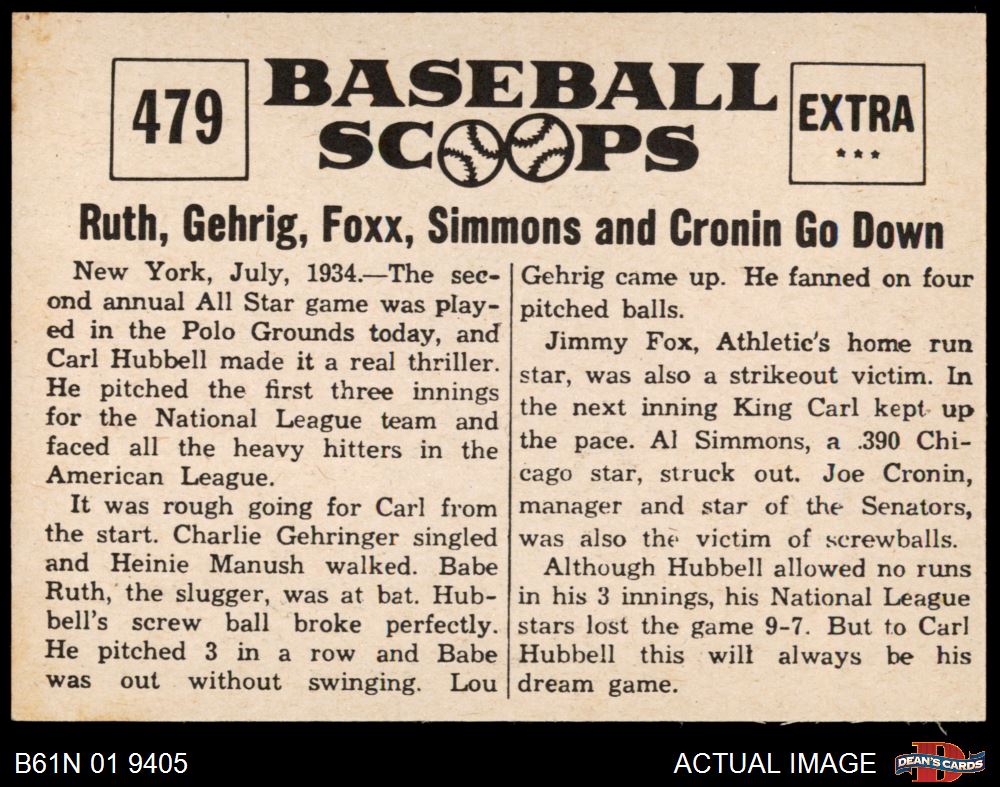 479
BASEBALL
SCOOPS
EXTRA
***
Ruth, Gehrig, Foxx, Simmons and Cronin Go Down
New York, July, 1934.—The sec-
ond annual All Star game was play-
ed in the Polo Grounds today, and
Carl Hubbell made it a real thriller.
He pitched the first three innings
for the National League team and
faced all the heavy hitters in the
American League.
It was rough going for Carl from
the start. Charlie Gehringer singled
and Heinie Manush walked. Babe
Ruth, the slugger, was at bat. Hub-
bell's screw ball broke perfectly.
He pitched 3 in a row and Babe
was out without swinging. Lou
Gehrig came up. He fanned on four
pitched balls.
Jimmy Fox, Athletic's home run
star, was also a strikeout victim. In
the next inning King Carl kept up
the pace. Al Simmons, a .390 Chi-
cago star, struck out. Joe Cronin,
manager and star of the Senators,
was also the victim of screwballs.
Although Hubbell allowed no runs
in his 3 innings, his National League
stars lost the game 9-7. But to Carl
Hubbell this will always be his
dream game.
B61N 01 9405
ACTUAL IMAGE
D
DEAN'S CARDS